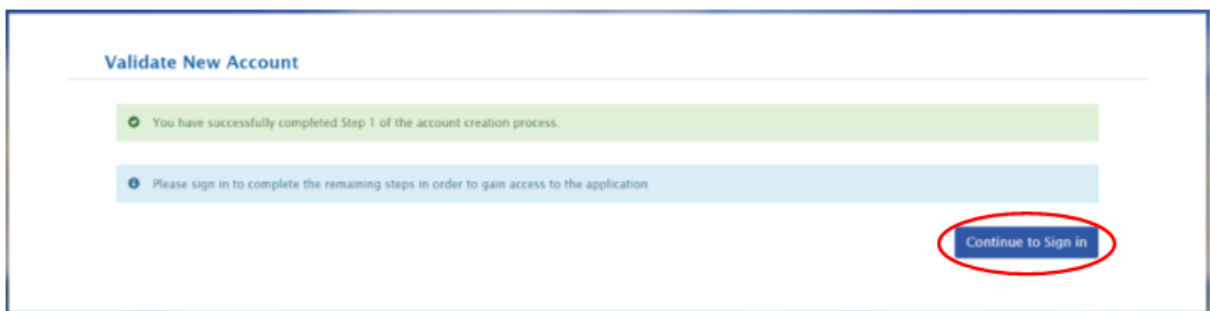 Validate New Account
You have successfully completed Step 1 of the account creation process.
Please sign in to complete the remaining steps in order to gain access to the application
Continue to Sign in